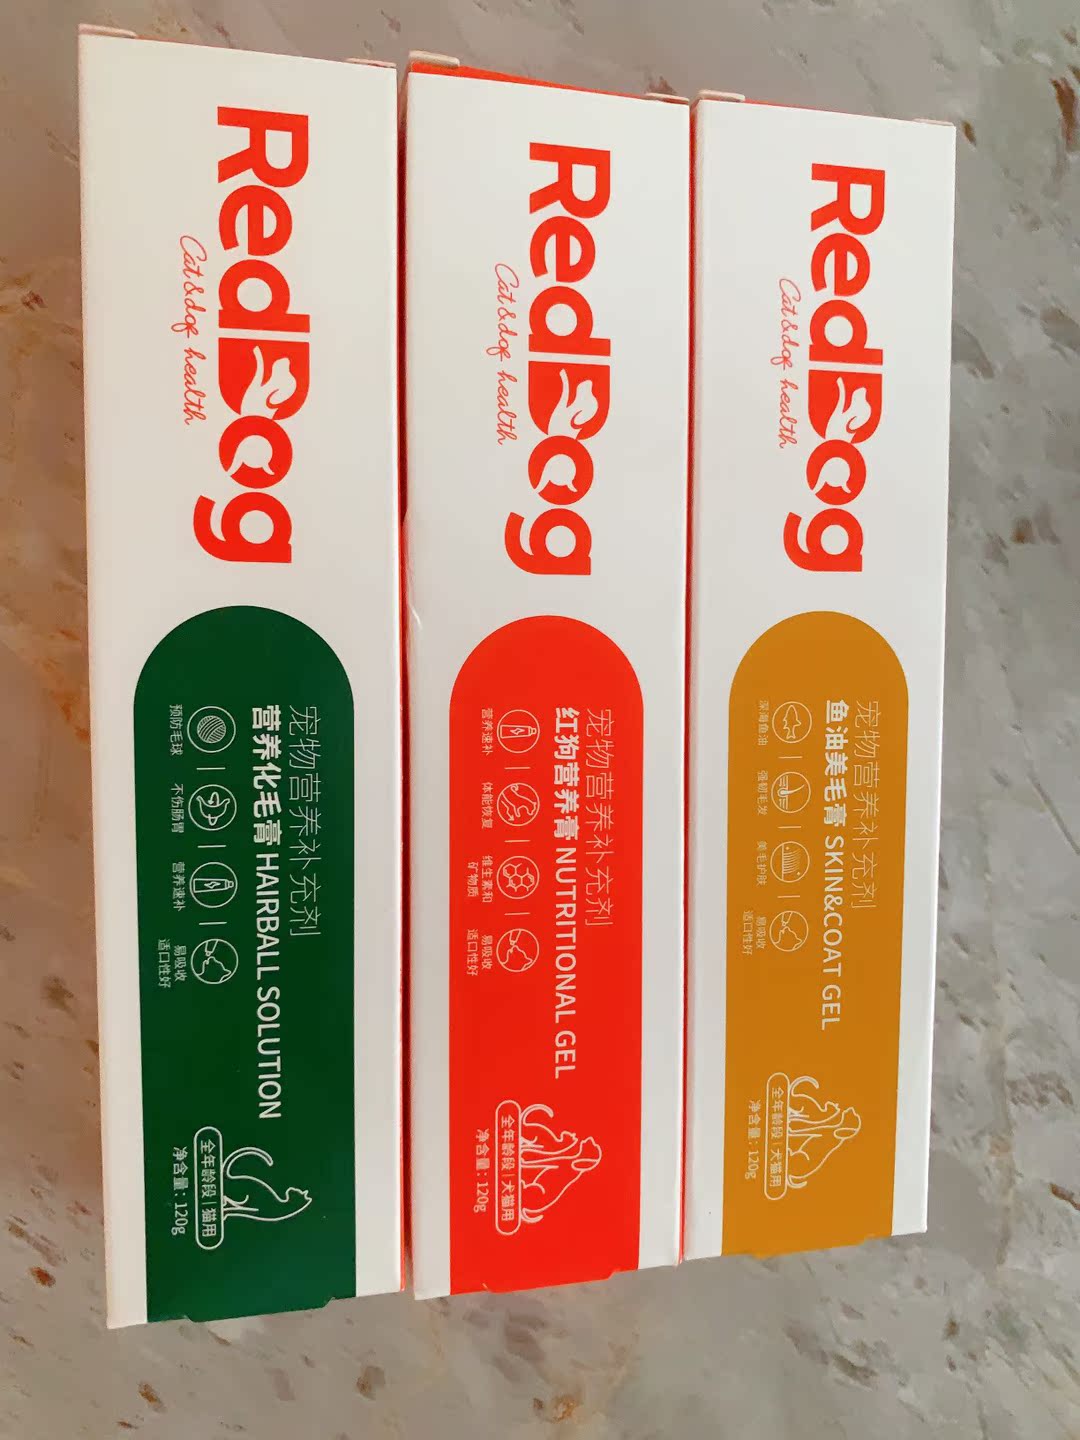 RedDog
Cat&dog health
宠物营养补充剂
营养化毛膏 HAIRBALL SOLUTION
预防毛球
不伤肠胃
营养速补
易吸收
适口性好
全年龄段|猫用
净含量:120g
RedDog
Cat&dog health
宠物营养补充剂
红狗营养膏 NUTRITIONAL GEL
营养速补
体能恢复
维生素和
矿物质
易吸收
适口性好
全年龄段|犬猫用
净含量:120g
RedDog
Cat&dog health
宠物营养补充剂
鱼油美毛膏 SKIN&COAT GEL
深海鱼油
强韧毛发
美毛护肤
易吸收
适口性好
全年龄段|犬猫用
净含量:120g